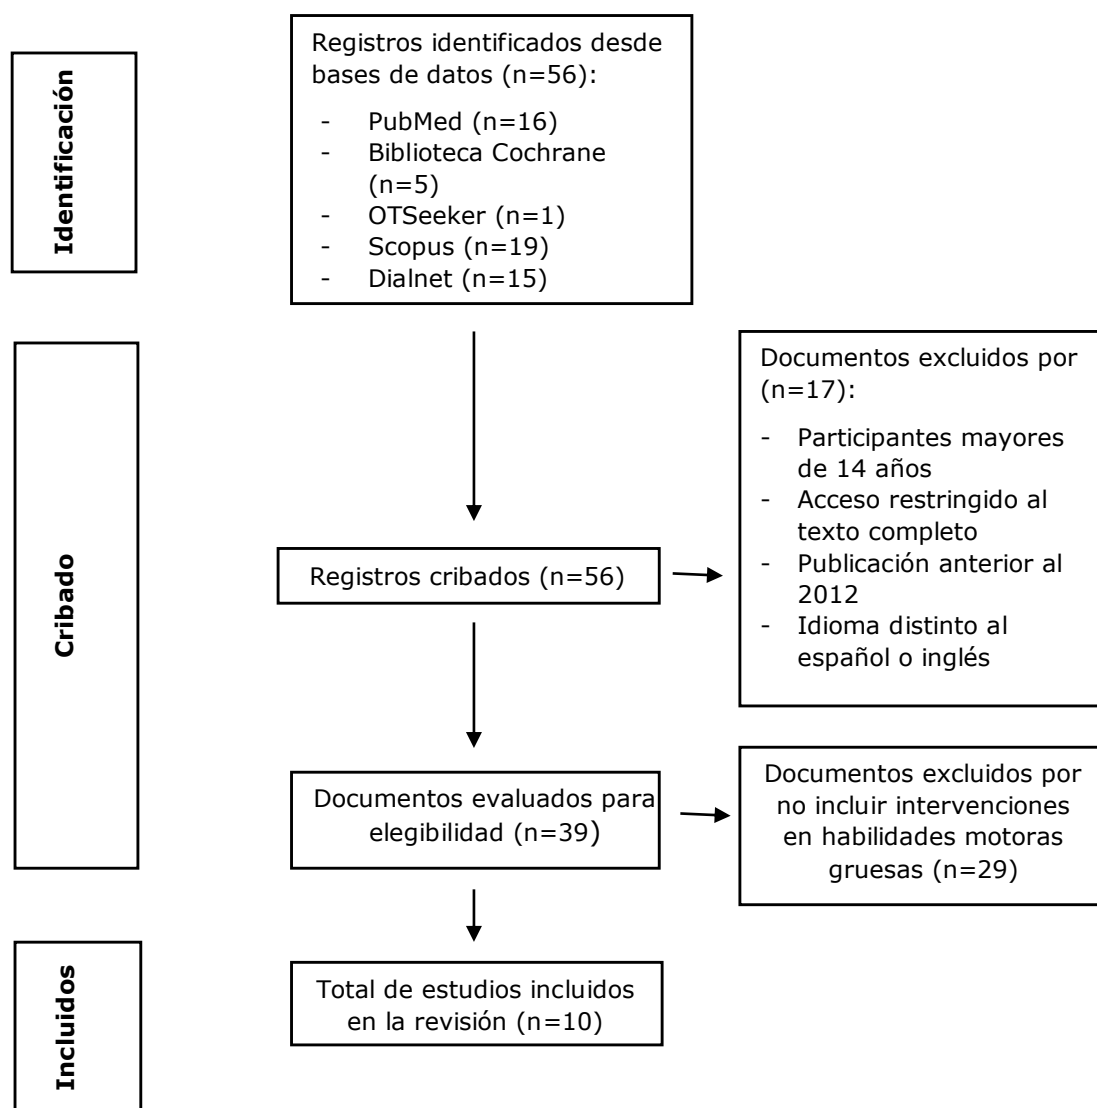 Identificación
Registros identificados desde
bases de datos (n=56):
- PubMed (n=16)
- Biblioteca Cochrane
(n=5)
- OTSeeker (n=1)
- Scopus (n=19)
- Dialnet (n=15)
Cribado
Registros cribados (n=56)
Documentos excluidos por
(n=17):
- Participantes mayores
de 14 años
- Acceso restringido al
texto completo
- Publicación anterior al
2012
- Idioma distinto al
español o inglés
Documentos evaluados para
elegibilidad (n=39)
Documentos excluidos por
no incluir intervenciones
en habilidades motoras
gruesas (n=29)
Incluidos
Total de estudios incluidos
en la revisión (n=10)